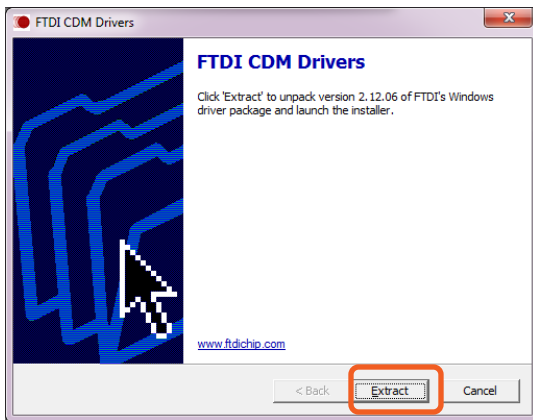 FTDI CDM Drivers
FTDI CDM Drivers
Click 'Extract' to unpack version 2.12.06 of FTDI's Windows
driver package and launch the installer.
www.ftdichip.com
< Back Extract Cancel